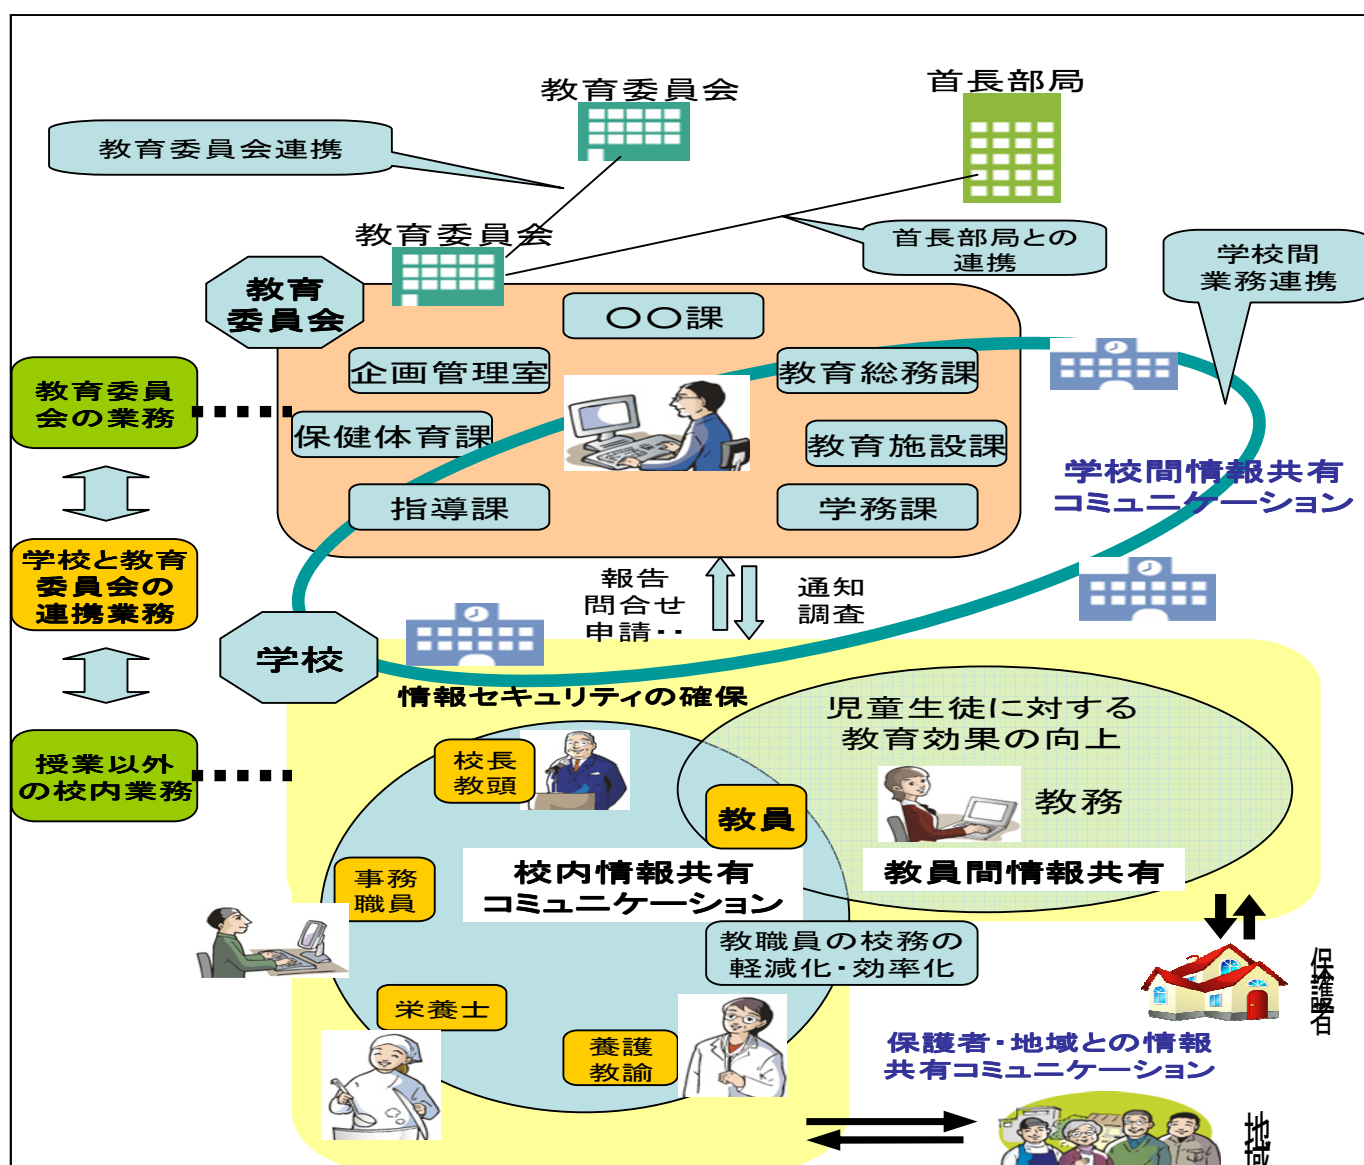 教育委員会
首長部局
教育委員会連携
教育委員会
首長部局との
連携
学校間
業務連携
教育
委員会
〇〇課
企画管理室
教育総務課
保健体育課
教育施設課
指導課
学務課
教育委員
会の業務
学校と教育
委員会の
連携業務
授業以外
の校内業務
学校間情報共有
コミュニケーション
報告
問合せ
申請・・
通知
調査
学校
情報セキュリティの確保
児童生徒に対する
教育効果の向上
校長
教頭
教員
教務
校内情報共有
コミュニケーション
教員間情報共有
事務
職員
教職員の校務の
軽減化・効率化
栄養士
養護
教諭
保護者
保護者・地域との情報
共有コミュニケーション
地域